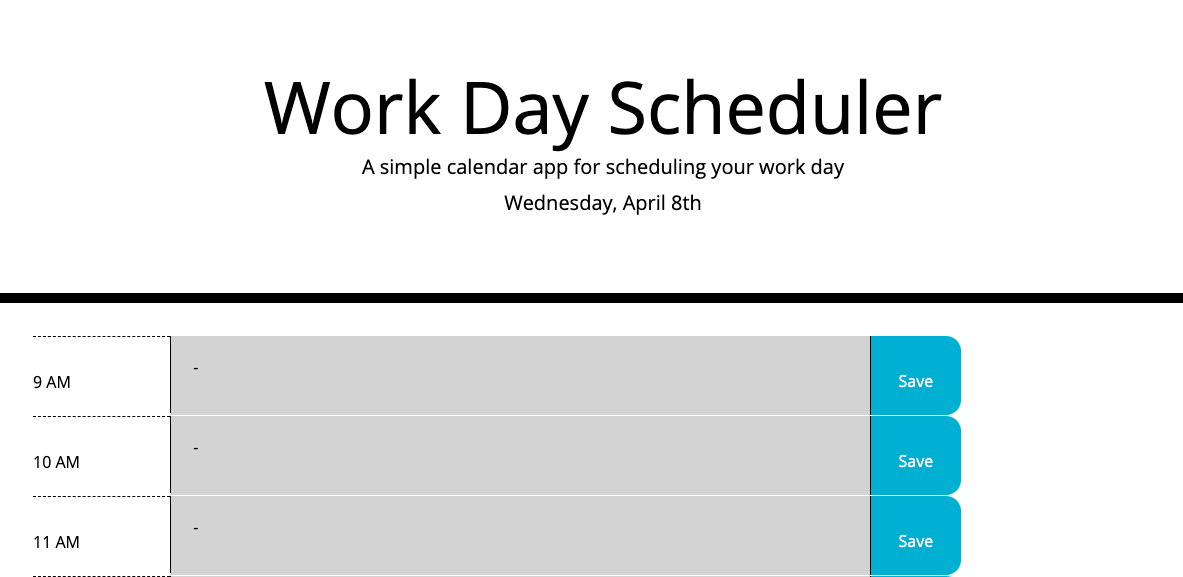 Work Day Scheduler
A simple calendar app for scheduling your work day
Wednesday, April 8th
9 AM - Save
10 AM - Save
11 AM - Save